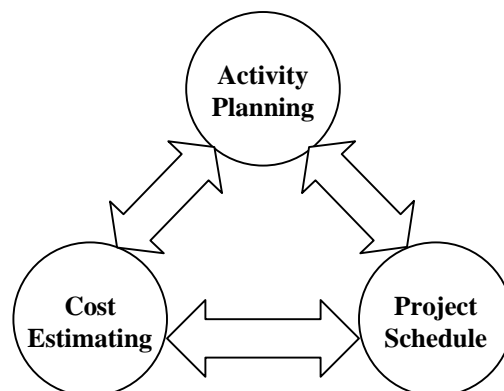 Activity
Planning
Cost
Estimating
Project
Schedule